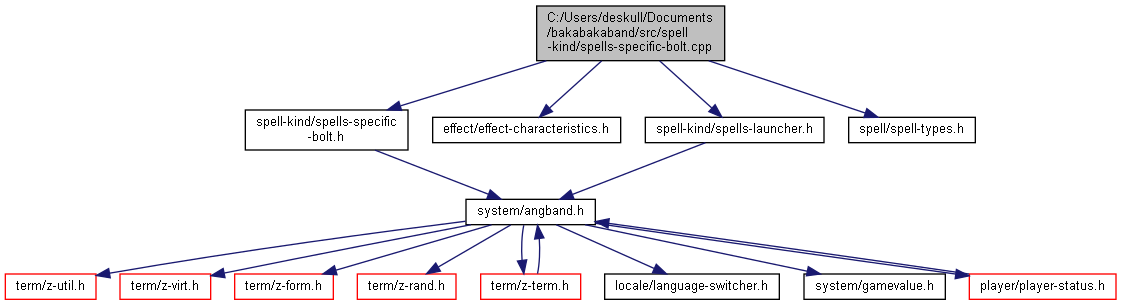 C:/Users/deskull/Documents
/bakabakaband/src/spell
-kind/spells-specific-bolt.cpp
spell-kind/spells-specific
-bolt.h
effect/effect-characteristics.h
spell-kind/spells-launcher.h
spell/spell-types.h
system/angband.h
term/z-util.h
term/z-virt.h
term/z-form.h
term/z-rand.h
term/z-term.h
locale/language-switcher.h
system/gamevalue.h
player/player-status.h